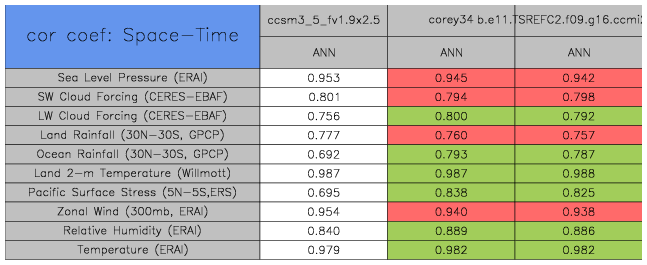 cor coef: Space-Time ccsm3_5_fv1.9x2.5 corey34 b.e11.TSREFC2.f09.g16.ccmi2
ANN ANN ANN
Sea Level Pressure (ERAI) 0.953 0.945 0.942
SW Cloud Forcing (CERES-EBAF) 0.801 0.794 0.798
LW Cloud Forcing (CERES-EBAF) 0.756 0.800 0.792
Land Rainfall (30N-30S, GPCP) 0.777 0.760 0.757
Ocean Rainfall (30N-30S, GPCP) 0.692 0.793 0.787
Land 2-m Temperature (Willmott) 0.987 0.987 0.988
Pacific Surface Stress (5N-5S,ERS) 0.695 0.838 0.825
Zonal Wind (300mb, ERAI) 0.954 0.940 0.938
Relative Humidity (ERAI) 0.840 0.889 0.886
Temperature (ERAI) 0.979 0.982 0.982